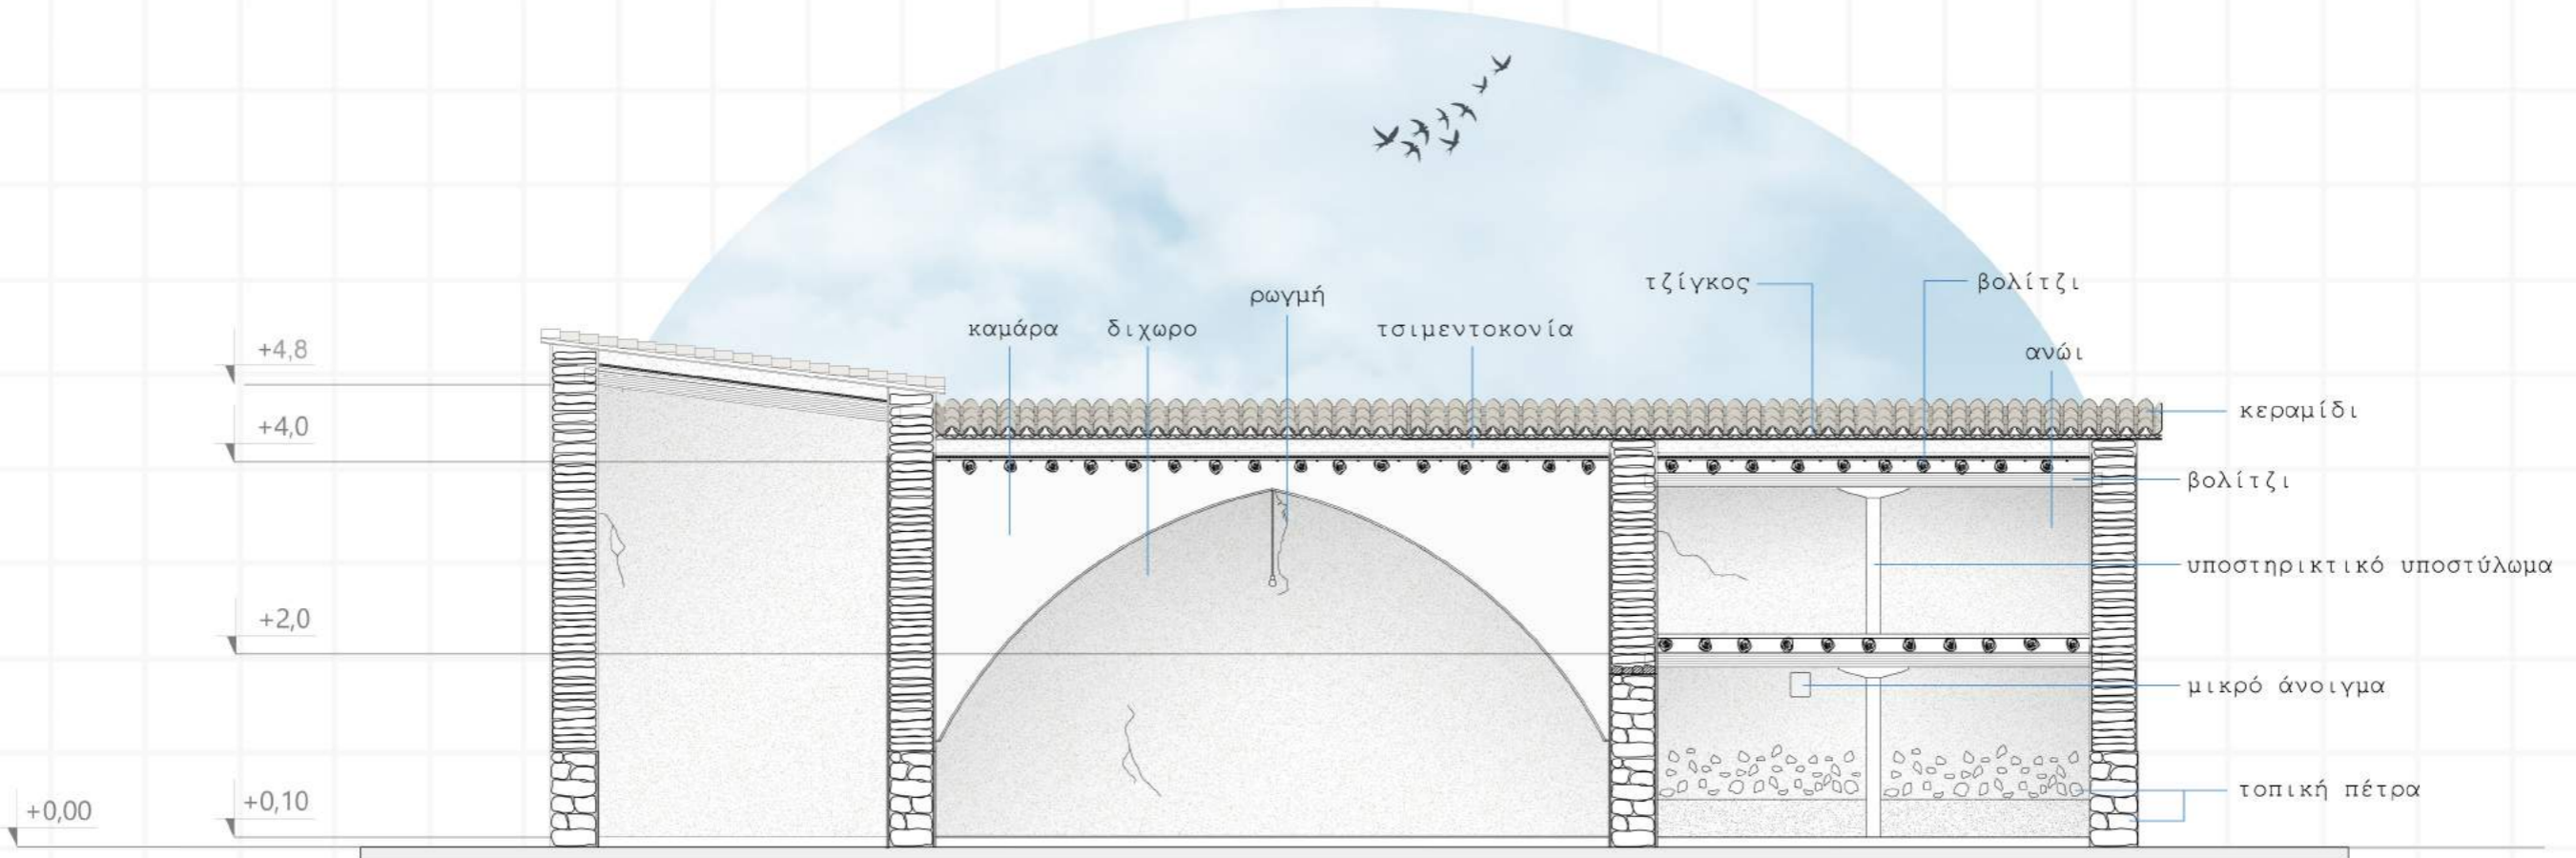 τζίγκος
βολίτζι
ρωγμή
καμάρα
διχωρο
τσιμεντοκονία
ανώι
+4,8
κεραμίδι
+4,0
βολίτζι
υποστηρικτικό υποστύλωμα
+2,0
μικρό άνοιγμα
τοπική πέτρα
+0,10
+0,00